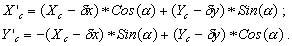 X'c = (Xc − δx) * Cos(α) + (Yc − δy) * Sin(α) ;
Y'c = −(Xc − δx) * Sin(α) + (Yc − δy) * Cos(α) .